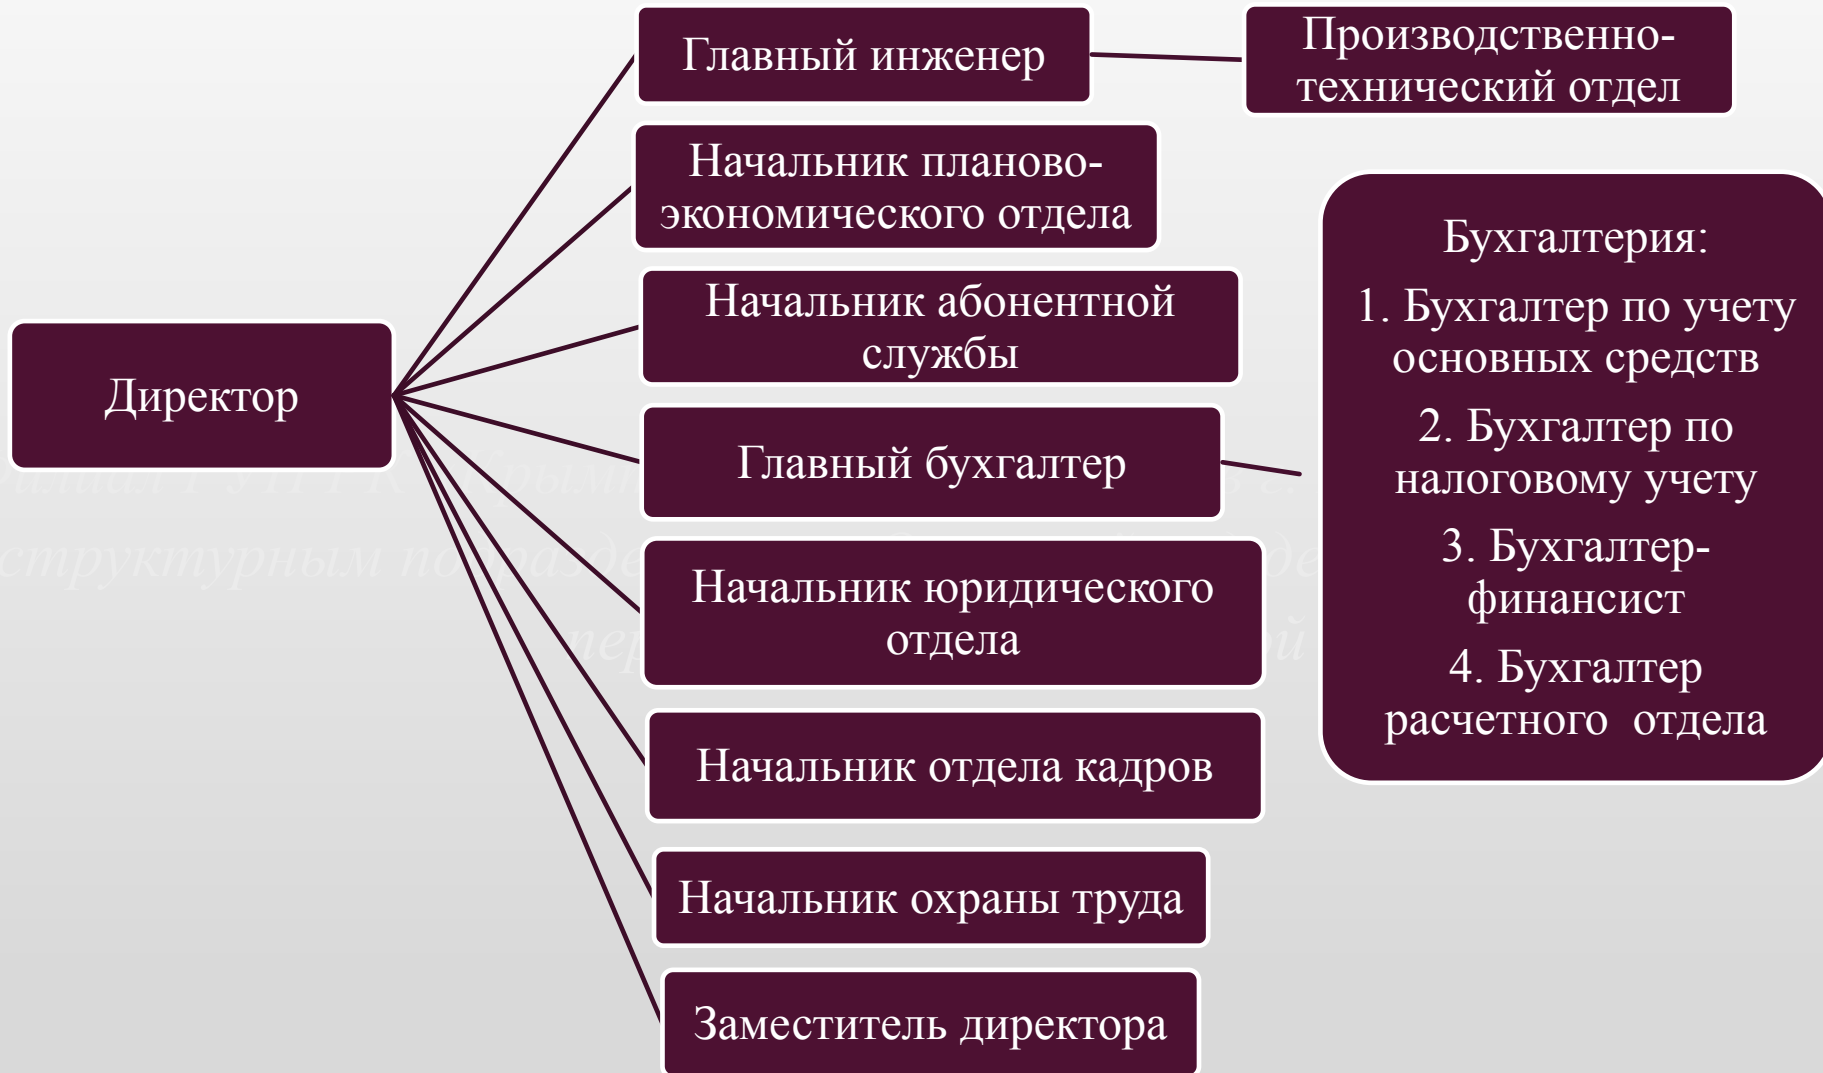 Главный инженер
Производственно-
технический отдел
Начальник планово-
экономического отдела
Начальник абонентной
службы
Директор
Главный бухгалтер
Начальник юридического
отдела
Начальник отдела кадров
Начальник охраны труда
Заместитель директора
Бухгалтерия:
1. Бухгалтер по учету
основных средств
2. Бухгалтер по
налоговому учету
3. Бухгалтер-
финансист
4. Бухгалтер
расчетного отдела
структурным